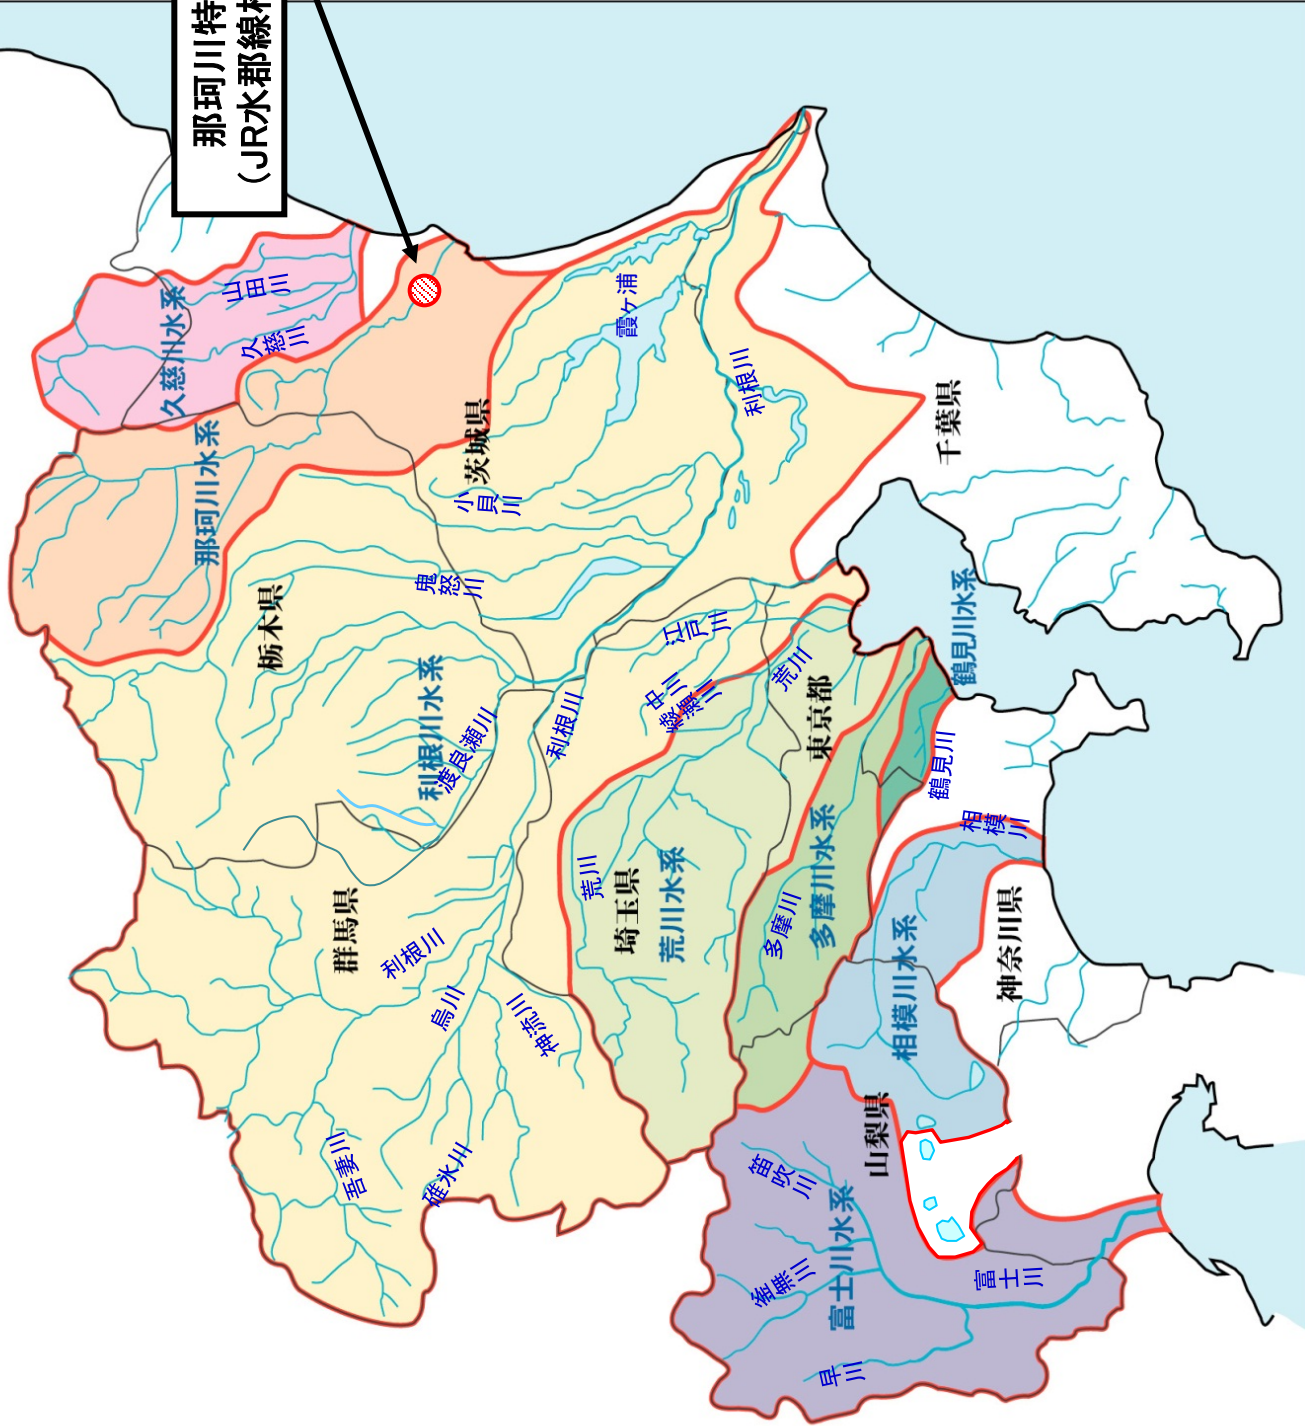 那珂川特
(JR水郡線
久慈川水系
山田川
久慈川
那珂川水系
茨城県
霞ヶ浦
利根川
小貝川
千葉県
栃木県
鬼怒川
利根川水系
渡良瀬川
利根川
江戸川
中川
綾瀬川
荒川
東京都
鶴見川水系
鶴見川
群馬県
利根川
烏川
神流川
吾妻川
碓氷川
荒川
埼玉県
荒川水系
多摩川
多摩川水系
相模川
相模川水系
神奈川県
山梨県
笛吹川
富士川水系
釜無川
富士川
早川